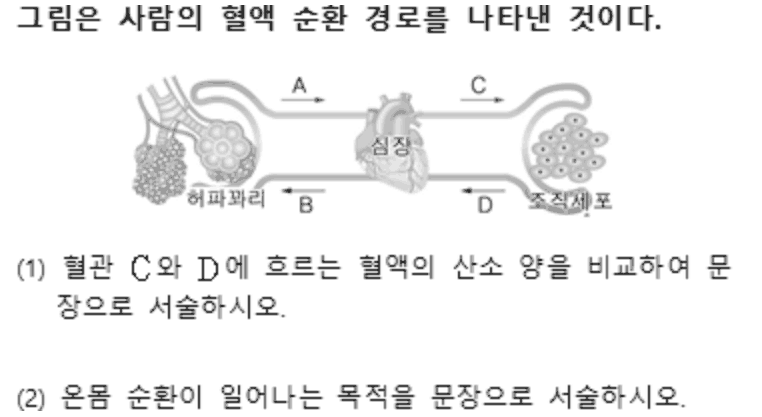 그림은 사람의 혈액 순환 경로를 나타낸 것이다.
A C
심장
허파꽈리 B D 조직세포
(1) 혈관 C와 D에 흐르는 혈액의 산소 양을 비교하여 문
장으로 서술하시오.
(2) 온몸 순환이 일어나는 목적을 문장으로 서술하시오.